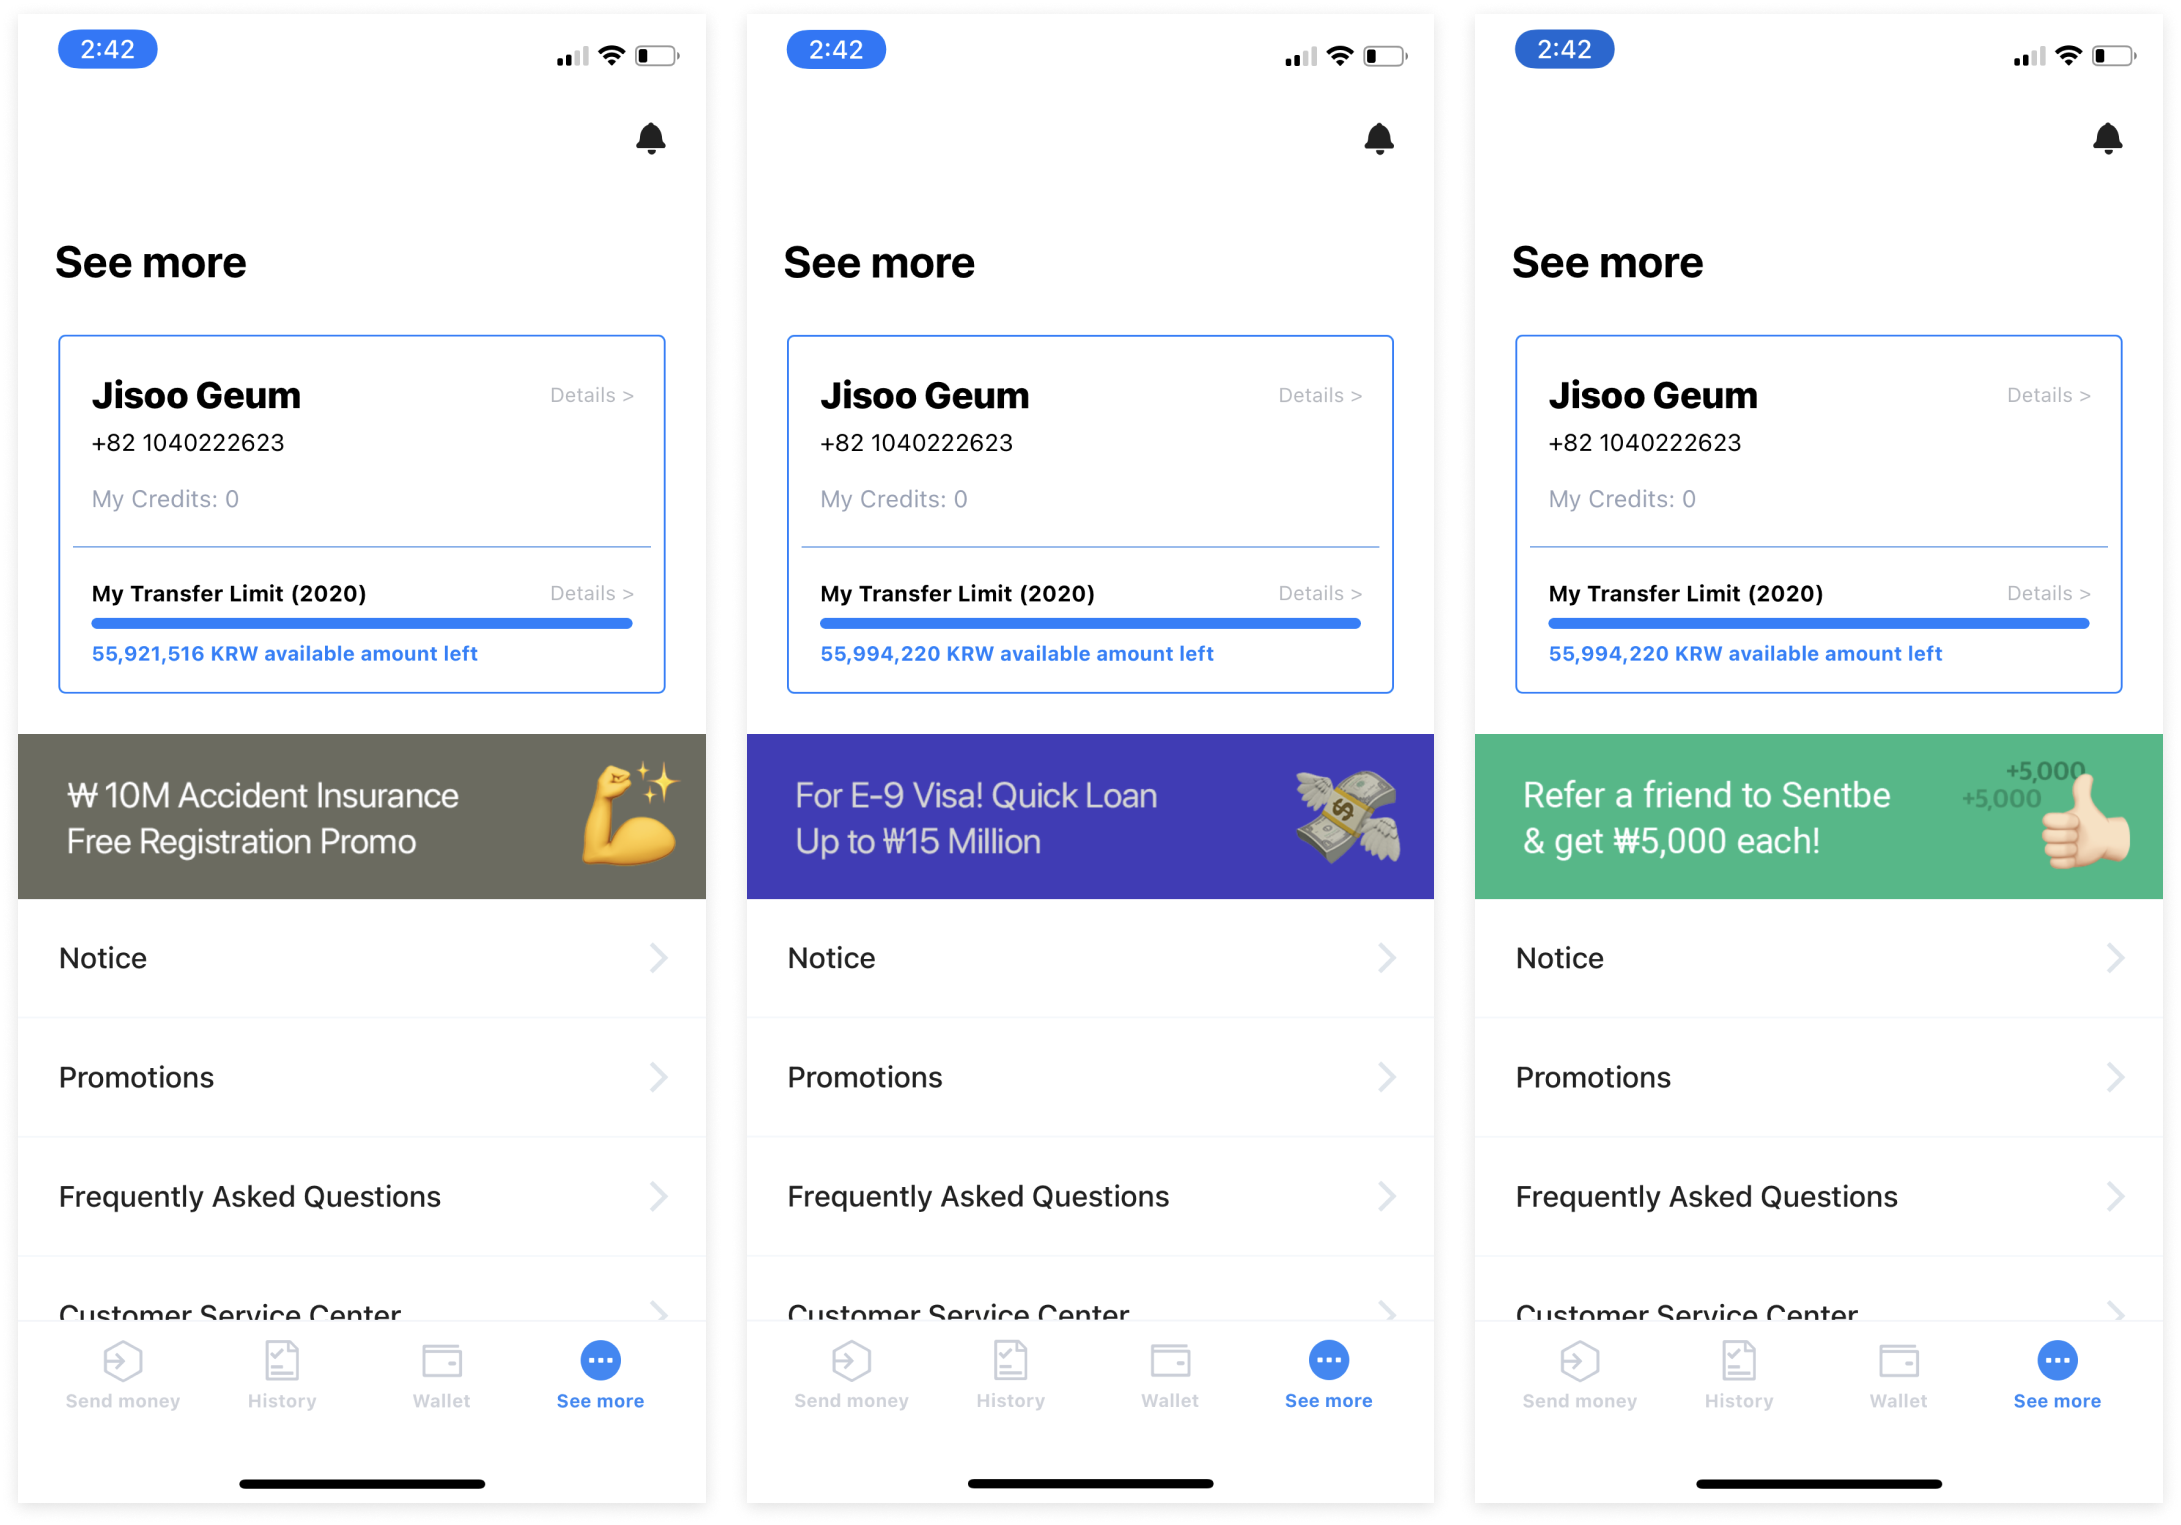 2:42
See more
Jisoo Geum
Details >
+82 1040222623
My Credits: 0
My Transfer Limit (2020)
Details >
55,921,516 KRW available amount left
₩ 10M Accident Insurance
Free Registration Promo
Notice
Promotions
Frequently Asked Questions
Customer Service Center
Send money
History
Wallet
See more
2:42
See more
Jisoo Geum
Details >
+82 1040222623
My Credits: 0
My Transfer Limit (2020)
Details >
55,994,220 KRW available amount left
For E-9 Visa! Quick Loan
Up to ₩15 Million
Notice
Promotions
Frequently Asked Questions
Customer Service Center
Send money
History
Wallet
See more
2:42
See more
Jisoo Geum
Details >
+82 1040222623
My Credits: 0
My Transfer Limit (2020)
Details >
55,994,220 KRW available amount left
Refer a friend to Sentbe
& get ₩5,000 each!
+5,000
+5,000
Notice
Promotions
Frequently Asked Questions
Customer Service Center
Send money
History
Wallet
See more